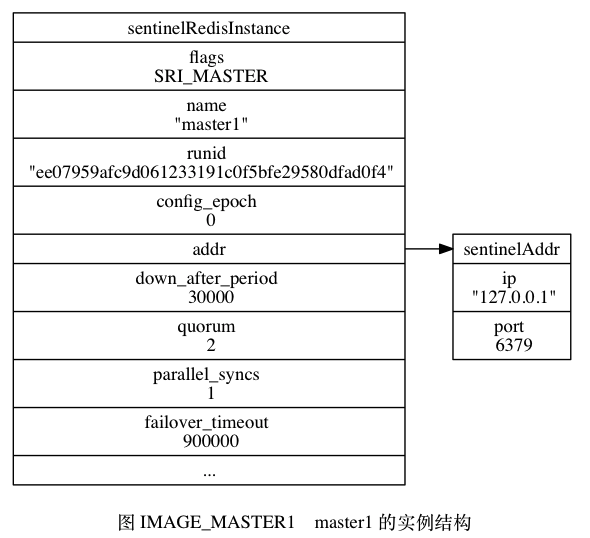 sentinelRedisInstance
flags
SRI_MASTER
name
"master1"
runid
"ee07959afc9d061233191c0f5bfe29580dfad0f4"
config_epoch
0
addr
down_after_period
30000
quorum
2
parallel_syncs
1
failover_timeout
900000
...
sentinelAddr
ip
"127.0.0.1"
port
6379
图 IMAGE_MASTER1 master1 的实例结构